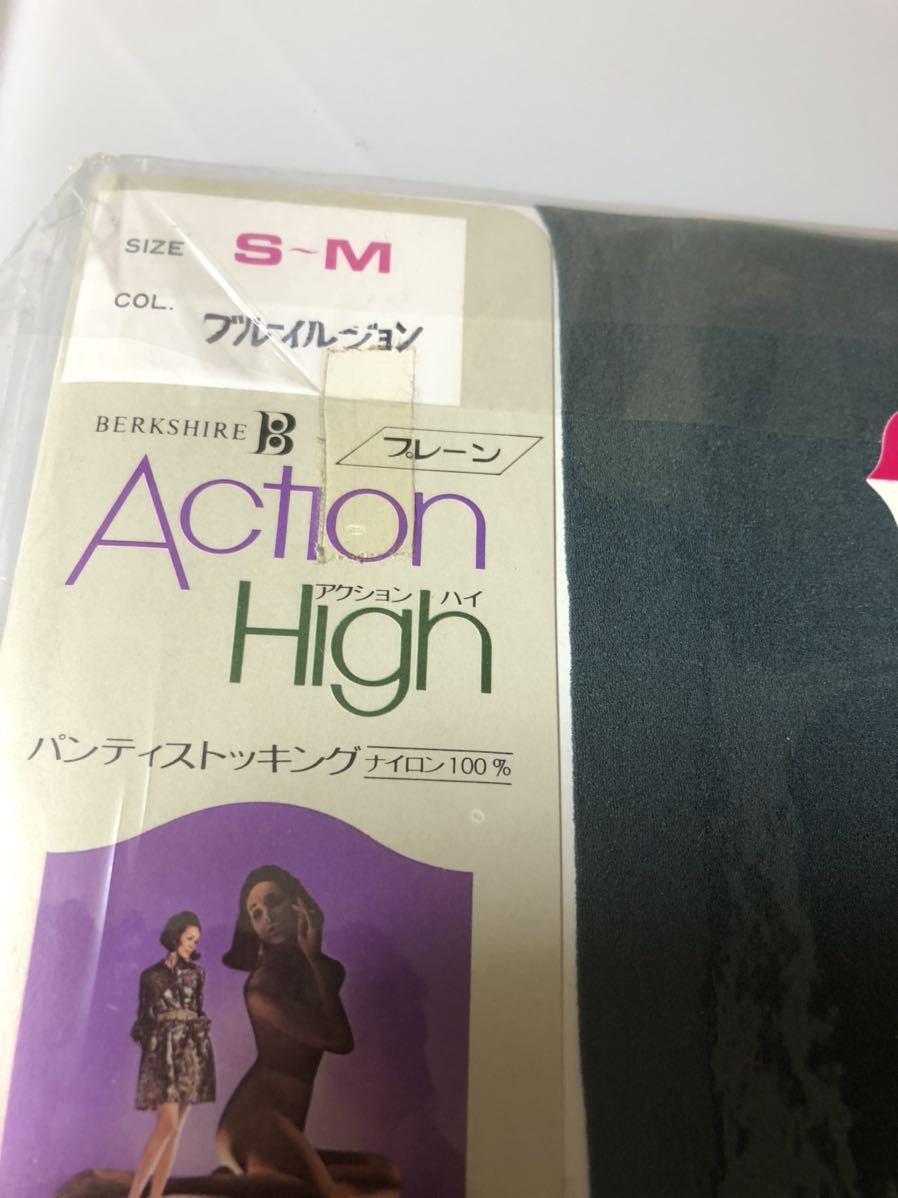 SIZE S~M
COL. ブルーイルージョン
BERKSHIRE B
プレーン
Action
アクション ハイ
High
パンティストッキング ナイロン100%